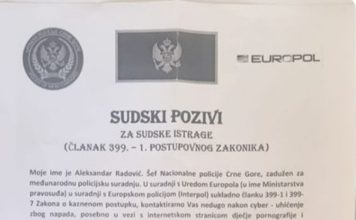 EUROPOL
SUDSKI POZIVI
ZA SUDSKE ISTRAGE
(ČLANAK 399. – 1. POSTUPOVNOG ZAKONIKA)
Moje ime je Aleksandar Radović, Šef Nacionalne policije Crne Gore, zadužen za
međunarodnu policijsku suradnju. U suradnji s Uredom Europola (u ime Ministarstva
pravosuđa) u suradnji s Europskom policijom (Interpol) sukladno članku 399-1 i 399-
7 Zakona o kaznenom postupku, kontaktiramo Vas nedugo nakon cyber - uhićenje
zbog napada, posebno u vezi s internetskom stranicom dječje pornografije i